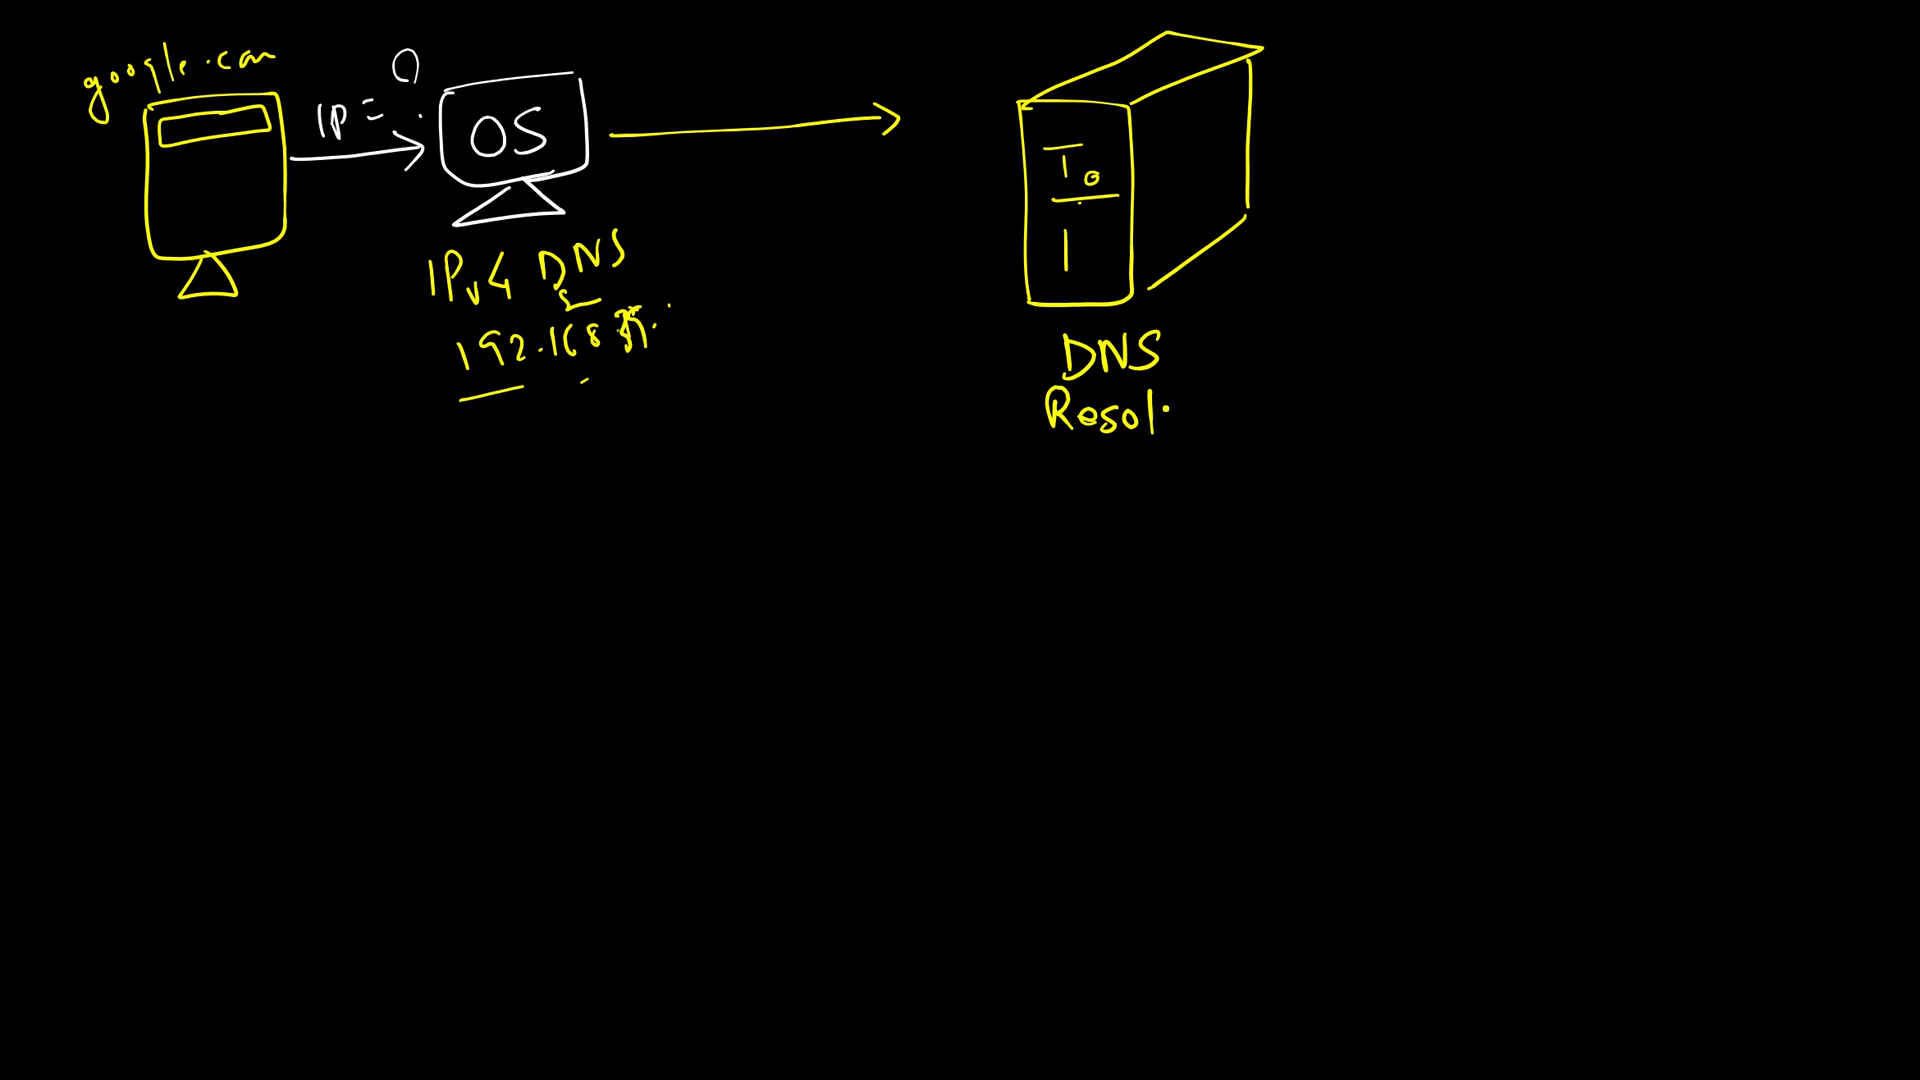 google.com
IP = ?
OS
IPv4 DNS
192.168
DNS
Resol.